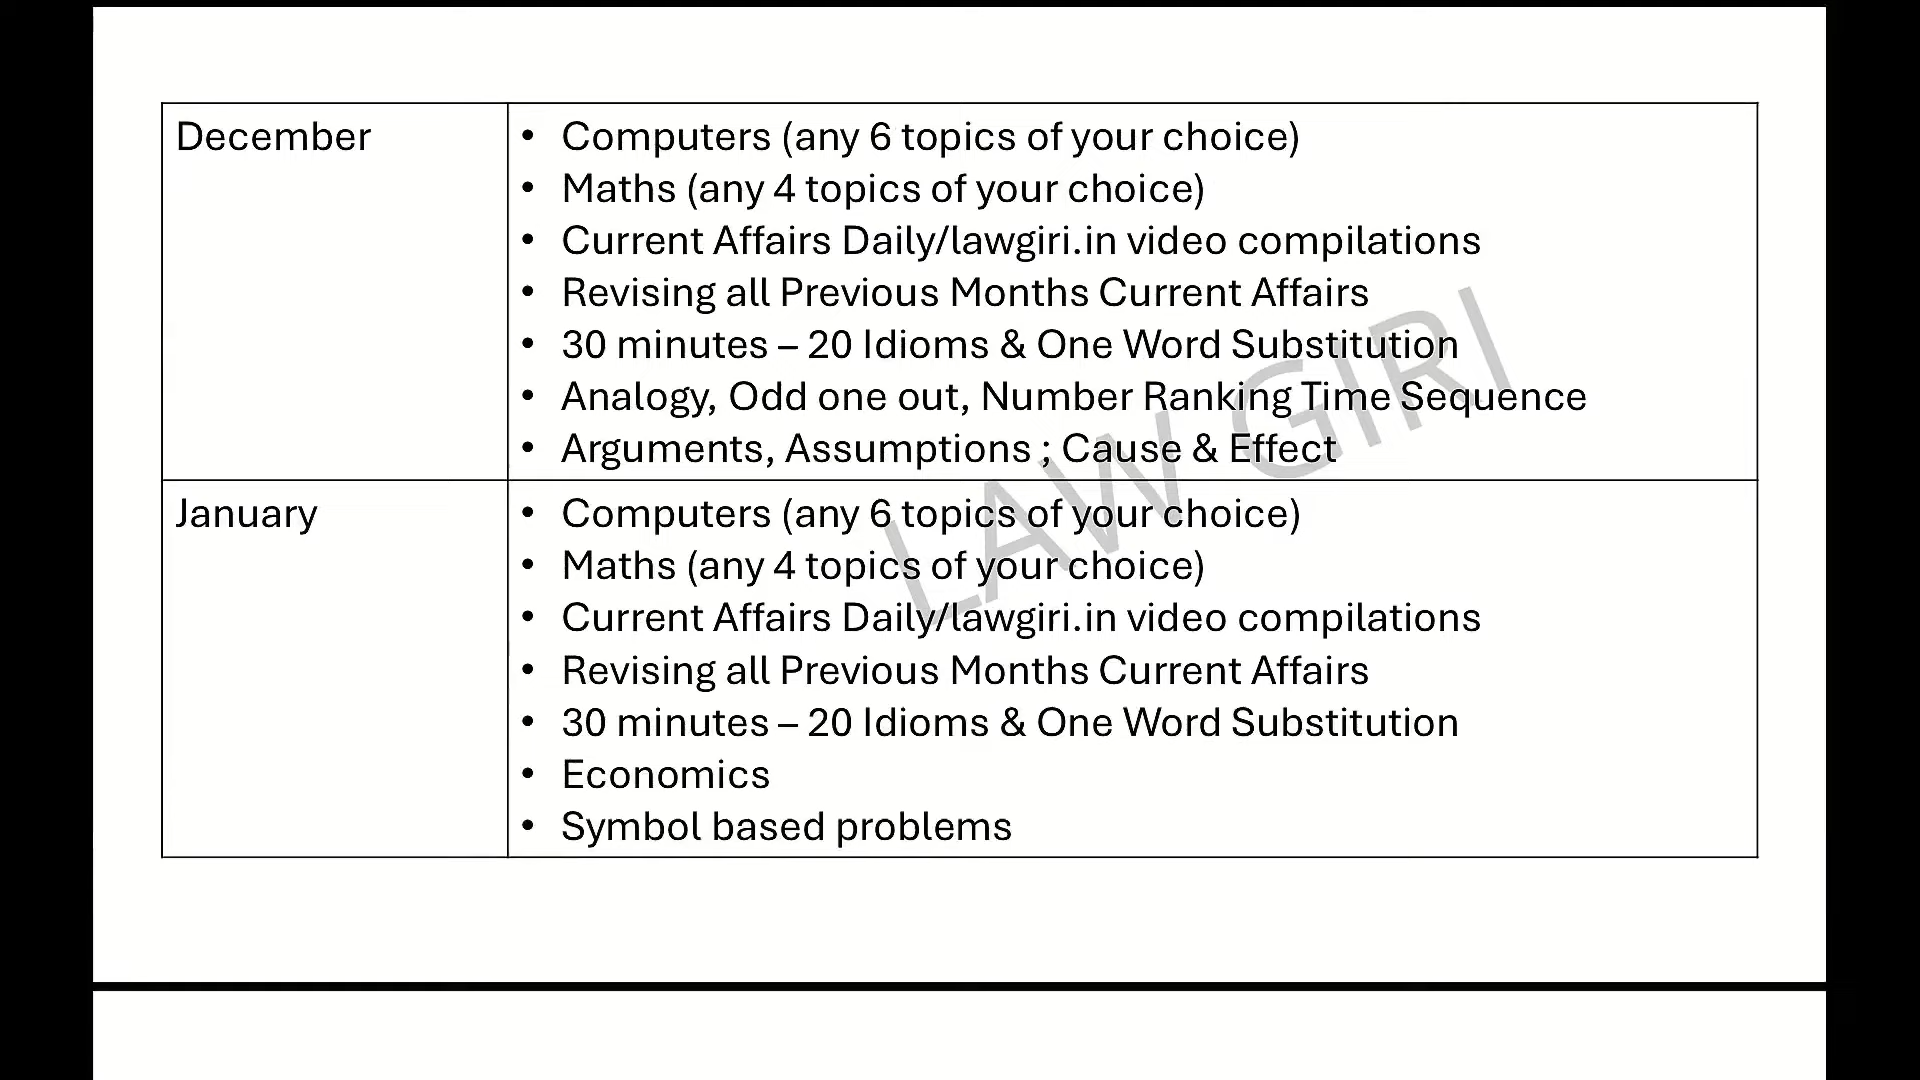 December
• Computers (any 6 topics of your choice)
• Maths (any 4 topics of your choice)
• Current Affairs Daily/lawgiri.in video compilations
• Revising all Previous Months Current Affairs
• 30 minutes – 20 Idioms & One Word Substitution
• Analogy, Odd one out, Number Ranking Time Sequence
• Arguments, Assumptions ; Cause & Effect
January
• Computers (any 6 topics of your choice)
• Maths (any 4 topics of your choice)
• Current Affairs Daily/lawgiri.in video compilations
• Revising all Previous Months Current Affairs
• 30 minutes – 20 Idioms & One Word Substitution
• Economics
• Symbol based problems
LAW GIRI